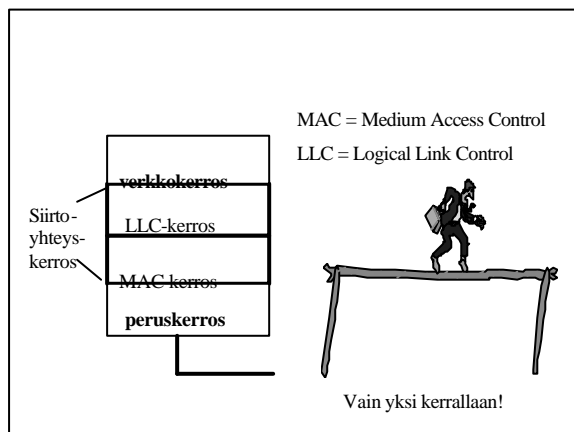 MAC = Medium Access Control
LLC = Logical Link Control
verkkokerros
Siirto-
yhteys-
kerros
LLC-kerros
MAC-kerros
peruskerros
Vain yksi kerrallaan!